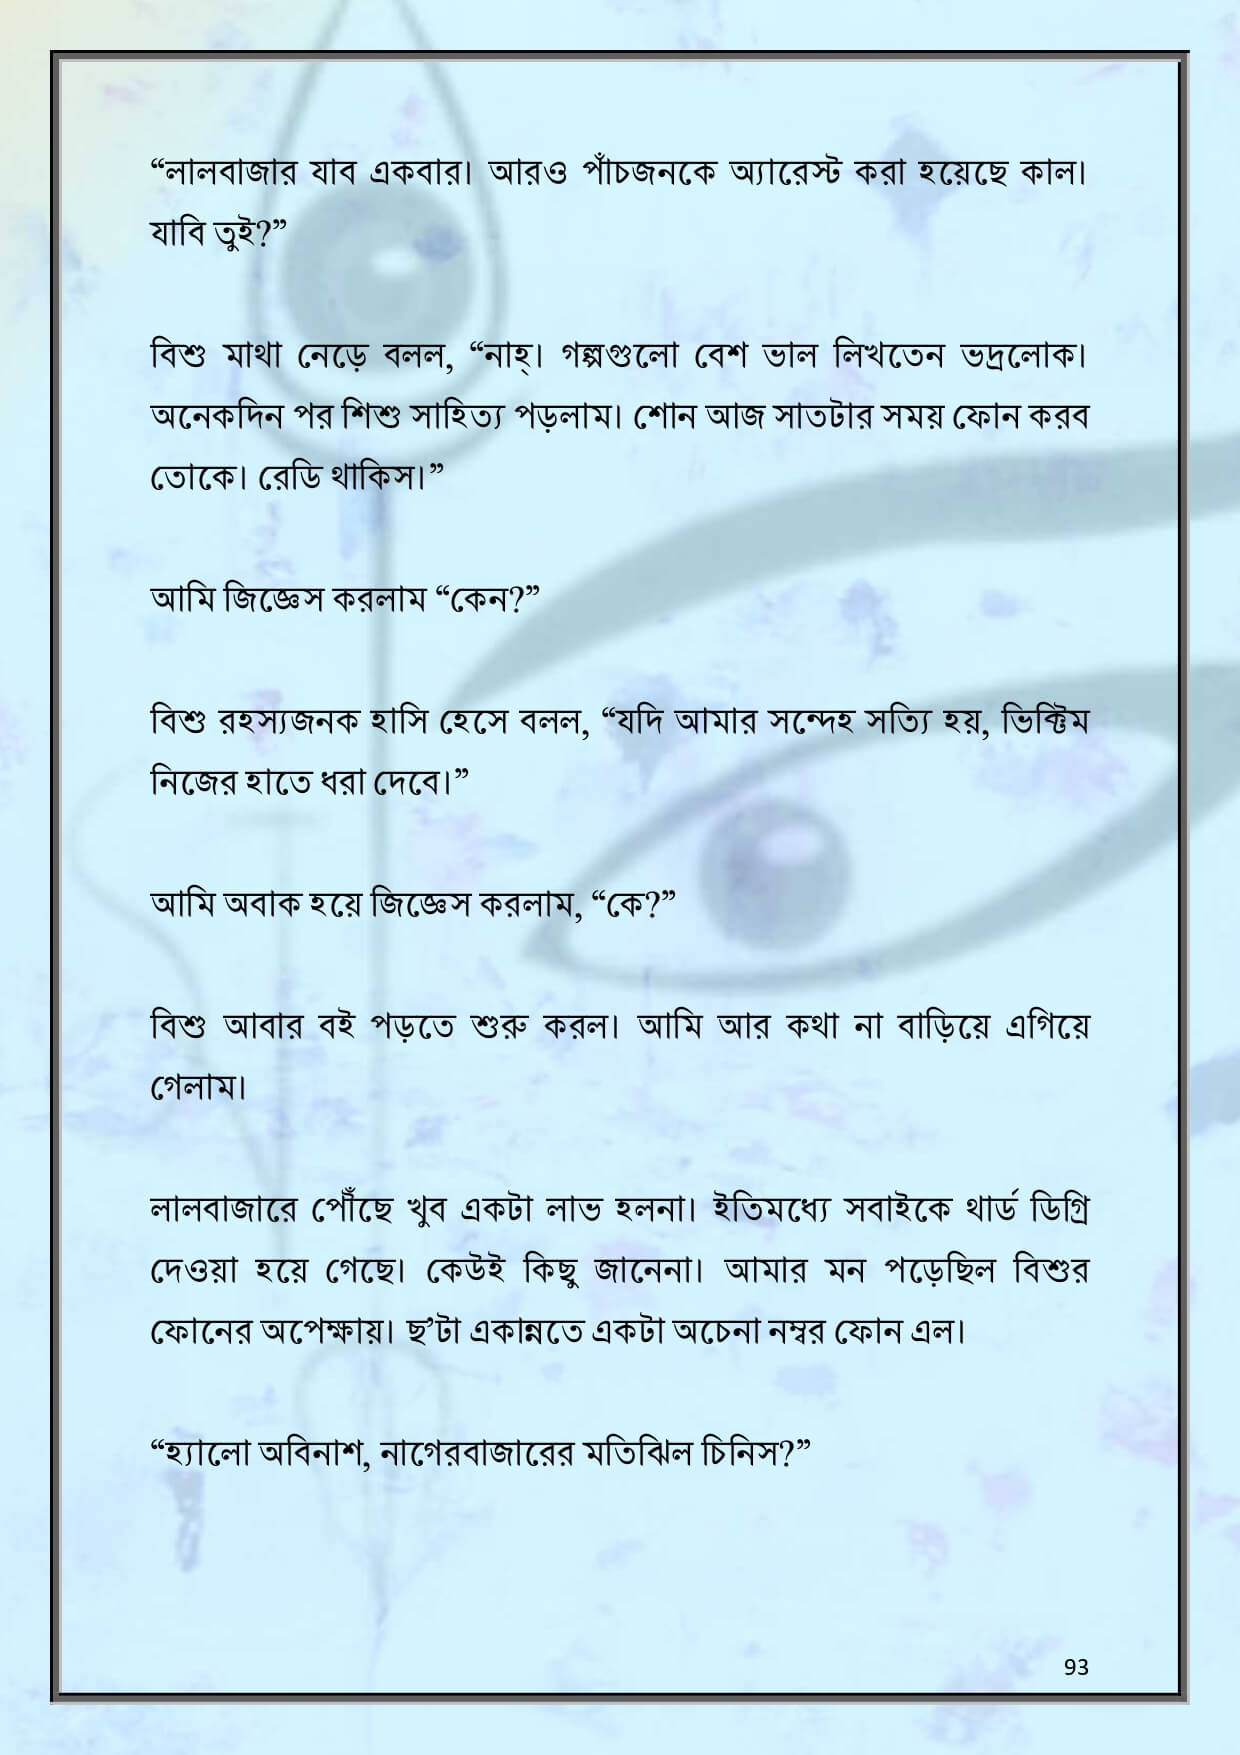 “লালবাজার যাব একবার। আরও পাঁচজনকে অ্যারেস্ট করা হয়েছে কাল।
যাবি তুই?”
বিশু মাথা নেড়ে বলল, “নাহ্। গল্পগুলো বেশ ভাল লিখতেন ভদ্রলোক।
অনেকদিন পর শিশু সাহিত্য পড়লাম। শোন আজ সাতটার সময় ফোন করব
তোকে। রেডি থাকিস।”
আমি জিজ্ঞেস করলাম “কেন?”
বিশু রহস্যজনক হাসি হেসে বলল, “যদি আমার সন্দেহ সত্যি হয়, ভিক্টিম
নিজের হাতে ধরা দেবে।”
আমি অবাক হয়ে জিজ্ঞেস করলাম, “কে?”
বিশু আবার বই পড়তে শুরু করল। আমি আর কথা না বাড়িয়ে এগিয়ে
গেলাম।
লালবাজারে পৌঁছে খুব একটা লাভ হলনা। ইতিমধ্যে সবাইকে থার্ড ডিগ্রি
দেওয়া হয়ে গেছে। কেউই কিছু জানেনা। আমার মন পড়েছিল বিশুর
ফোনের অপেক্ষায়। ছ’টা একান্নতে একটা অচেনা নম্বর ফোন এল।
“হ্যালো অবিনাশ, নাগেরবাজারের মতিঝিল চিনিস?”
93